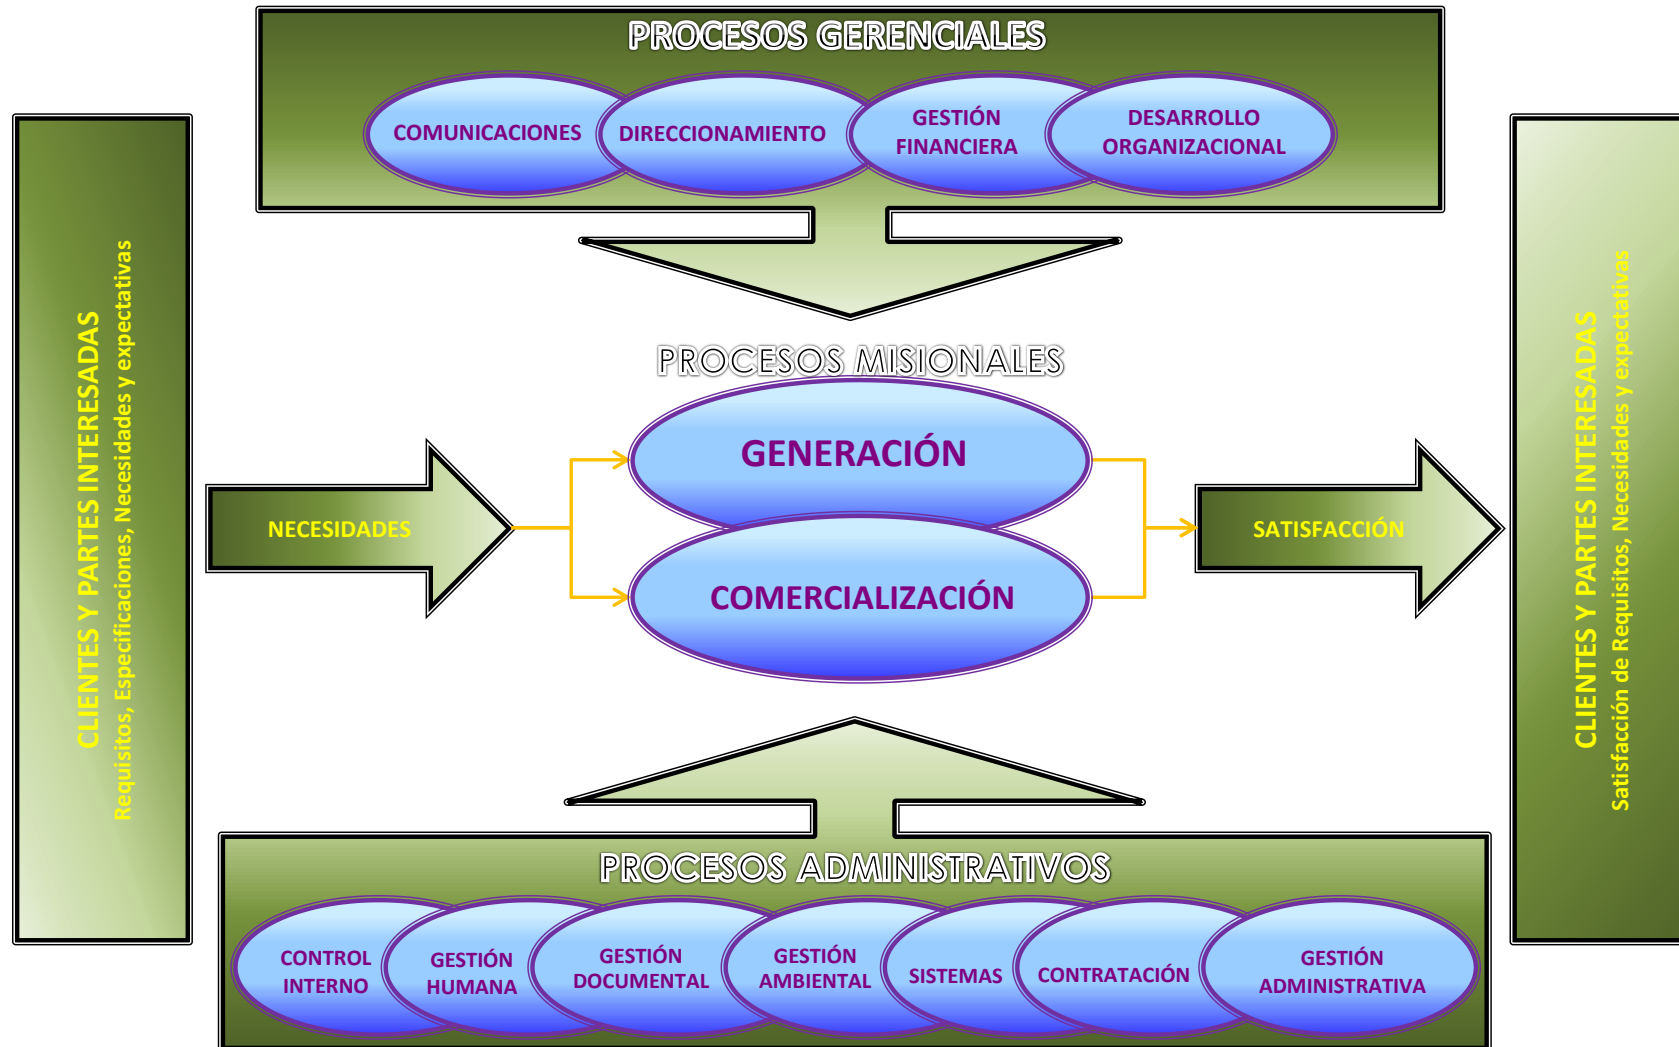 PROCESOS GERENCIALES
COMUNICACIONES
DIRECCIONAMIENTO
GESTIÓN
FINANCIERA
DESARROLLO
ORGANIZACIONAL
CLIENTES Y PARTES INTERESADAS
Requisitos, Especificaciones, Necesidades y expectativas
NECESIDADES
PROCESOS MISIONALES
GENERACIÓN
COMERCIALIZACIÓN
SATISFACCIÓN
CLIENTES Y PARTES INTERESADAS
Satisfacción de Requisitos, Necesidades y expectativas
PROCESOS ADMINISTRATIVOS
CONTROL
INTERNO
GESTIÓN
HUMANA
GESTIÓN
DOCUMENTAL
GESTIÓN
AMBIENTAL
SISTEMAS
CONTRATACIÓN
GESTIÓN
ADMINISTRATIVA